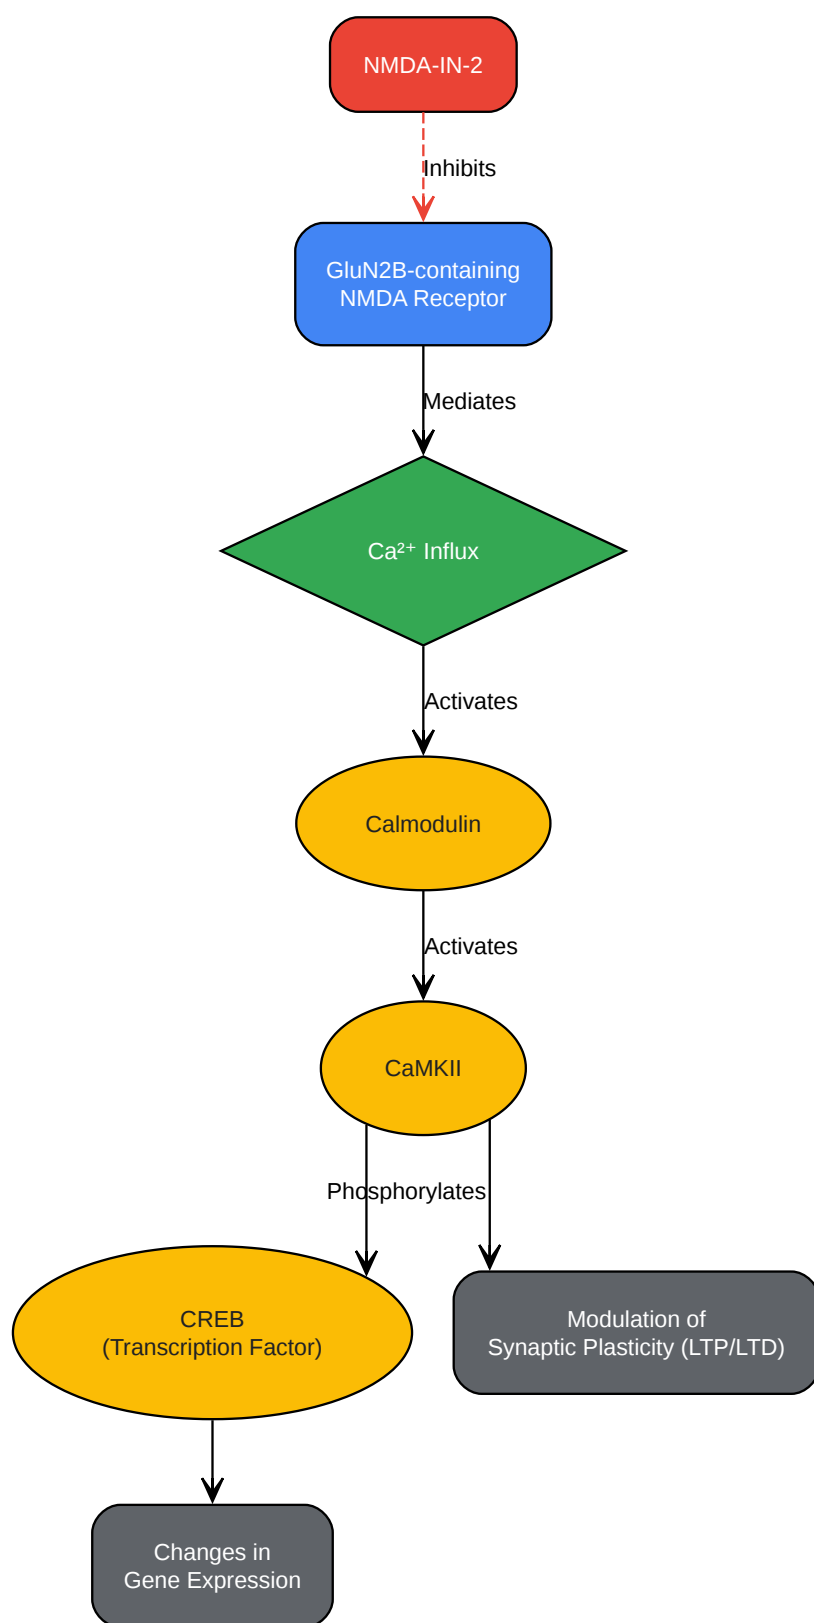 NMDA-IN-2
Inhibits
GluN2B-containing
NMDA Receptor
Mediates
Ca²⁺ Influx
Activates
Calmodulin
Activates
CaMKII
Phosphorylates
CREB
(Transcription Factor)
Modulation of
Synaptic Plasticity (LTP/LTD)
Changes in
Gene Expression